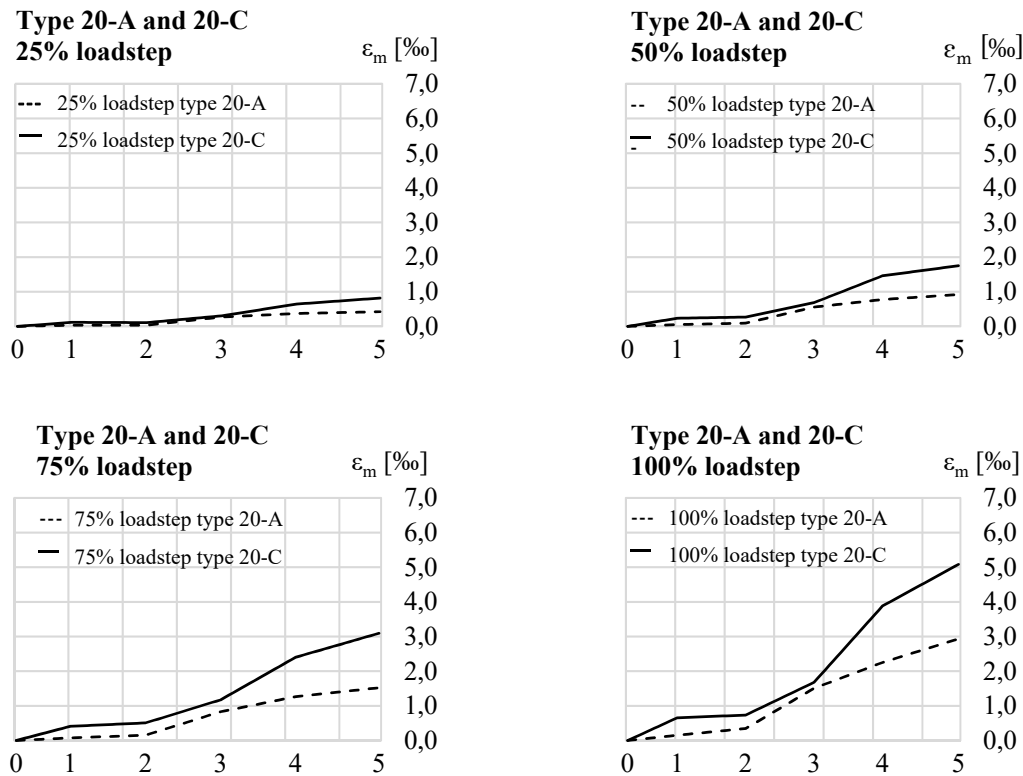 Type 20-A and 20-C
25% loadstep
εm [‰]
25% loadstep type 20-A
25% loadstep type 20-C
7,0
6,0
5,0
4,0
3,0
2,0
1,0
0,0
0 1 2 3 4 5
Type 20-A and 20-C
50% loadstep
εm [‰]
50% loadstep type 20-A
50% loadstep type 20-C
7,0
6,0
5,0
4,0
3,0
2,0
1,0
0,0
0 1 2 3 4 5
Type 20-A and 20-C
75% loadstep
εm [‰]
75% loadstep type 20-A
75% loadstep type 20-C
7,0
6,0
5,0
4,0
3,0
2,0
1,0
0,0
0 1 2 3 4 5
Type 20-A and 20-C
100% loadstep
εm [‰]
100% loadstep type 20-A
100% loadstep type 20-C
7,0
6,0
5,0
4,0
3,0
2,0
1,0
0,0
0 1 2 3 4 5